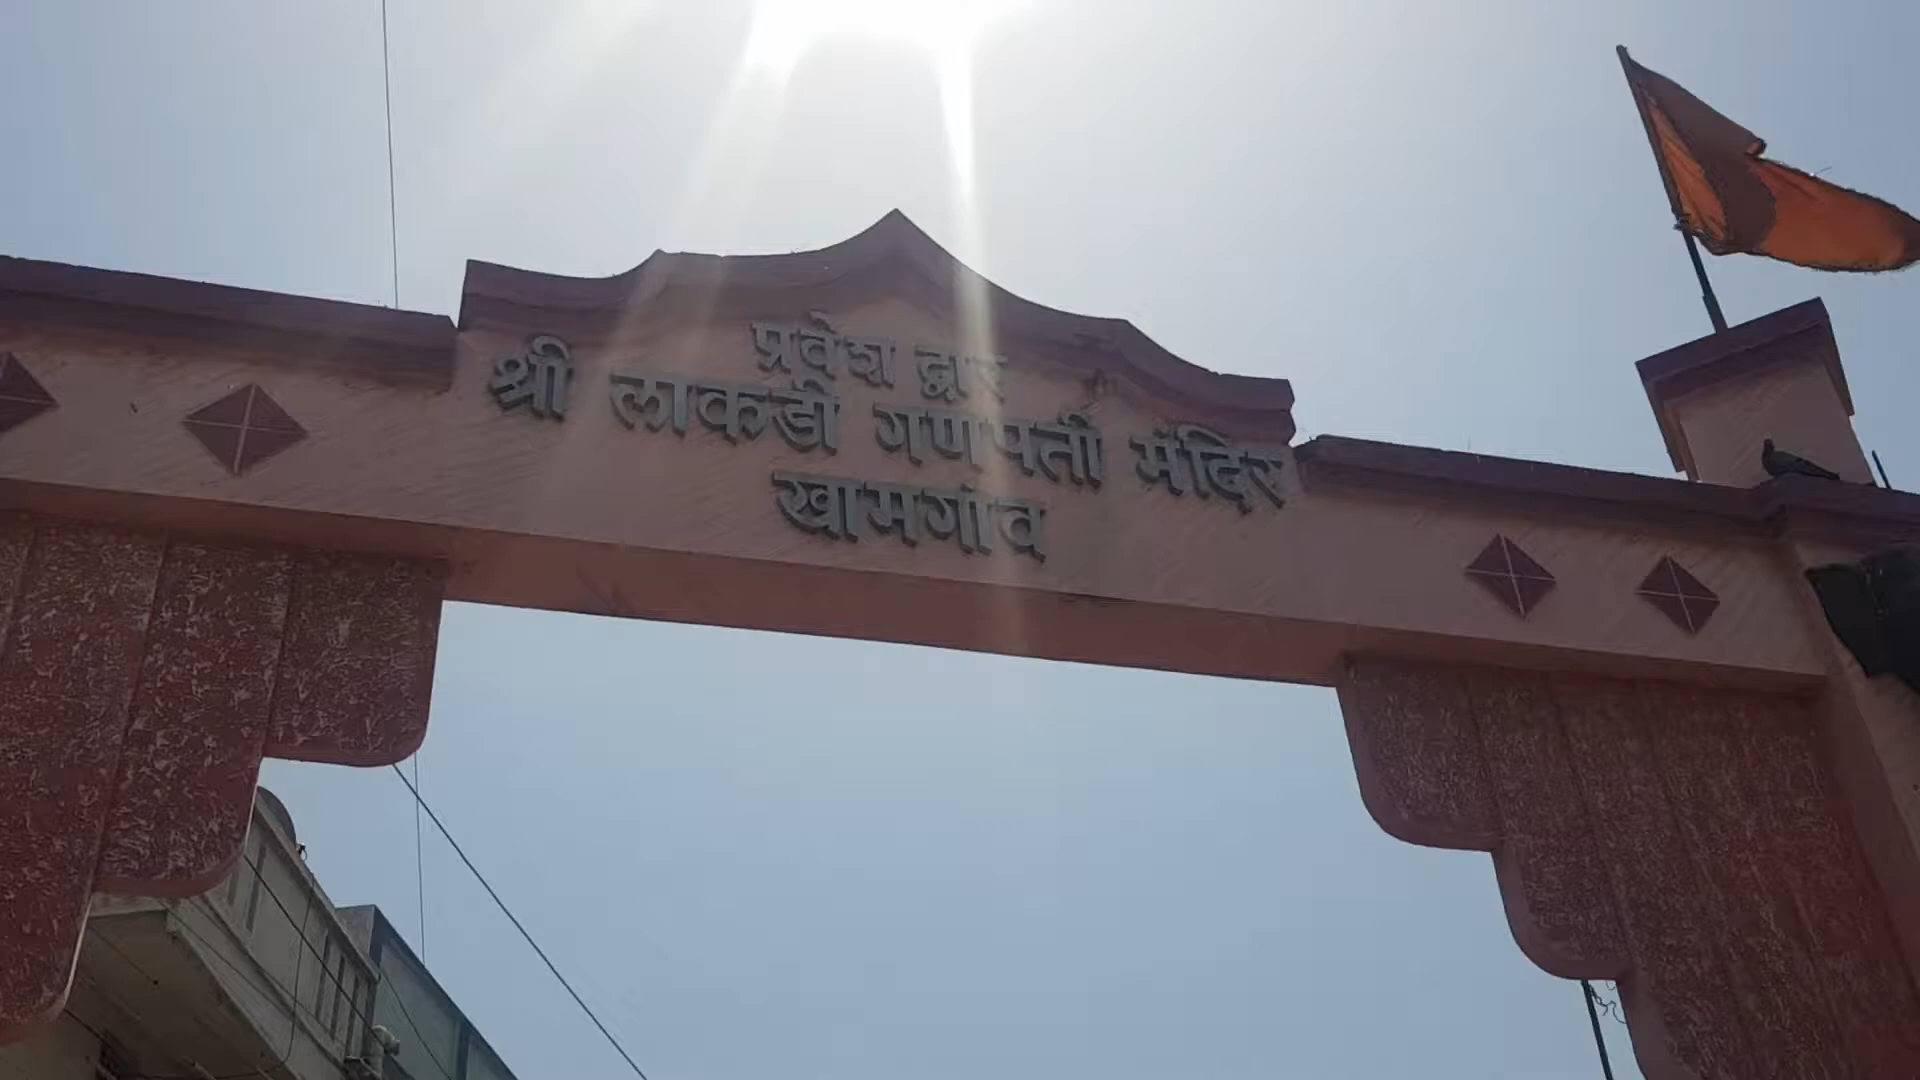 प्रवेश द्वार
श्री लाकडी गणपती मंदिर
खामगांव